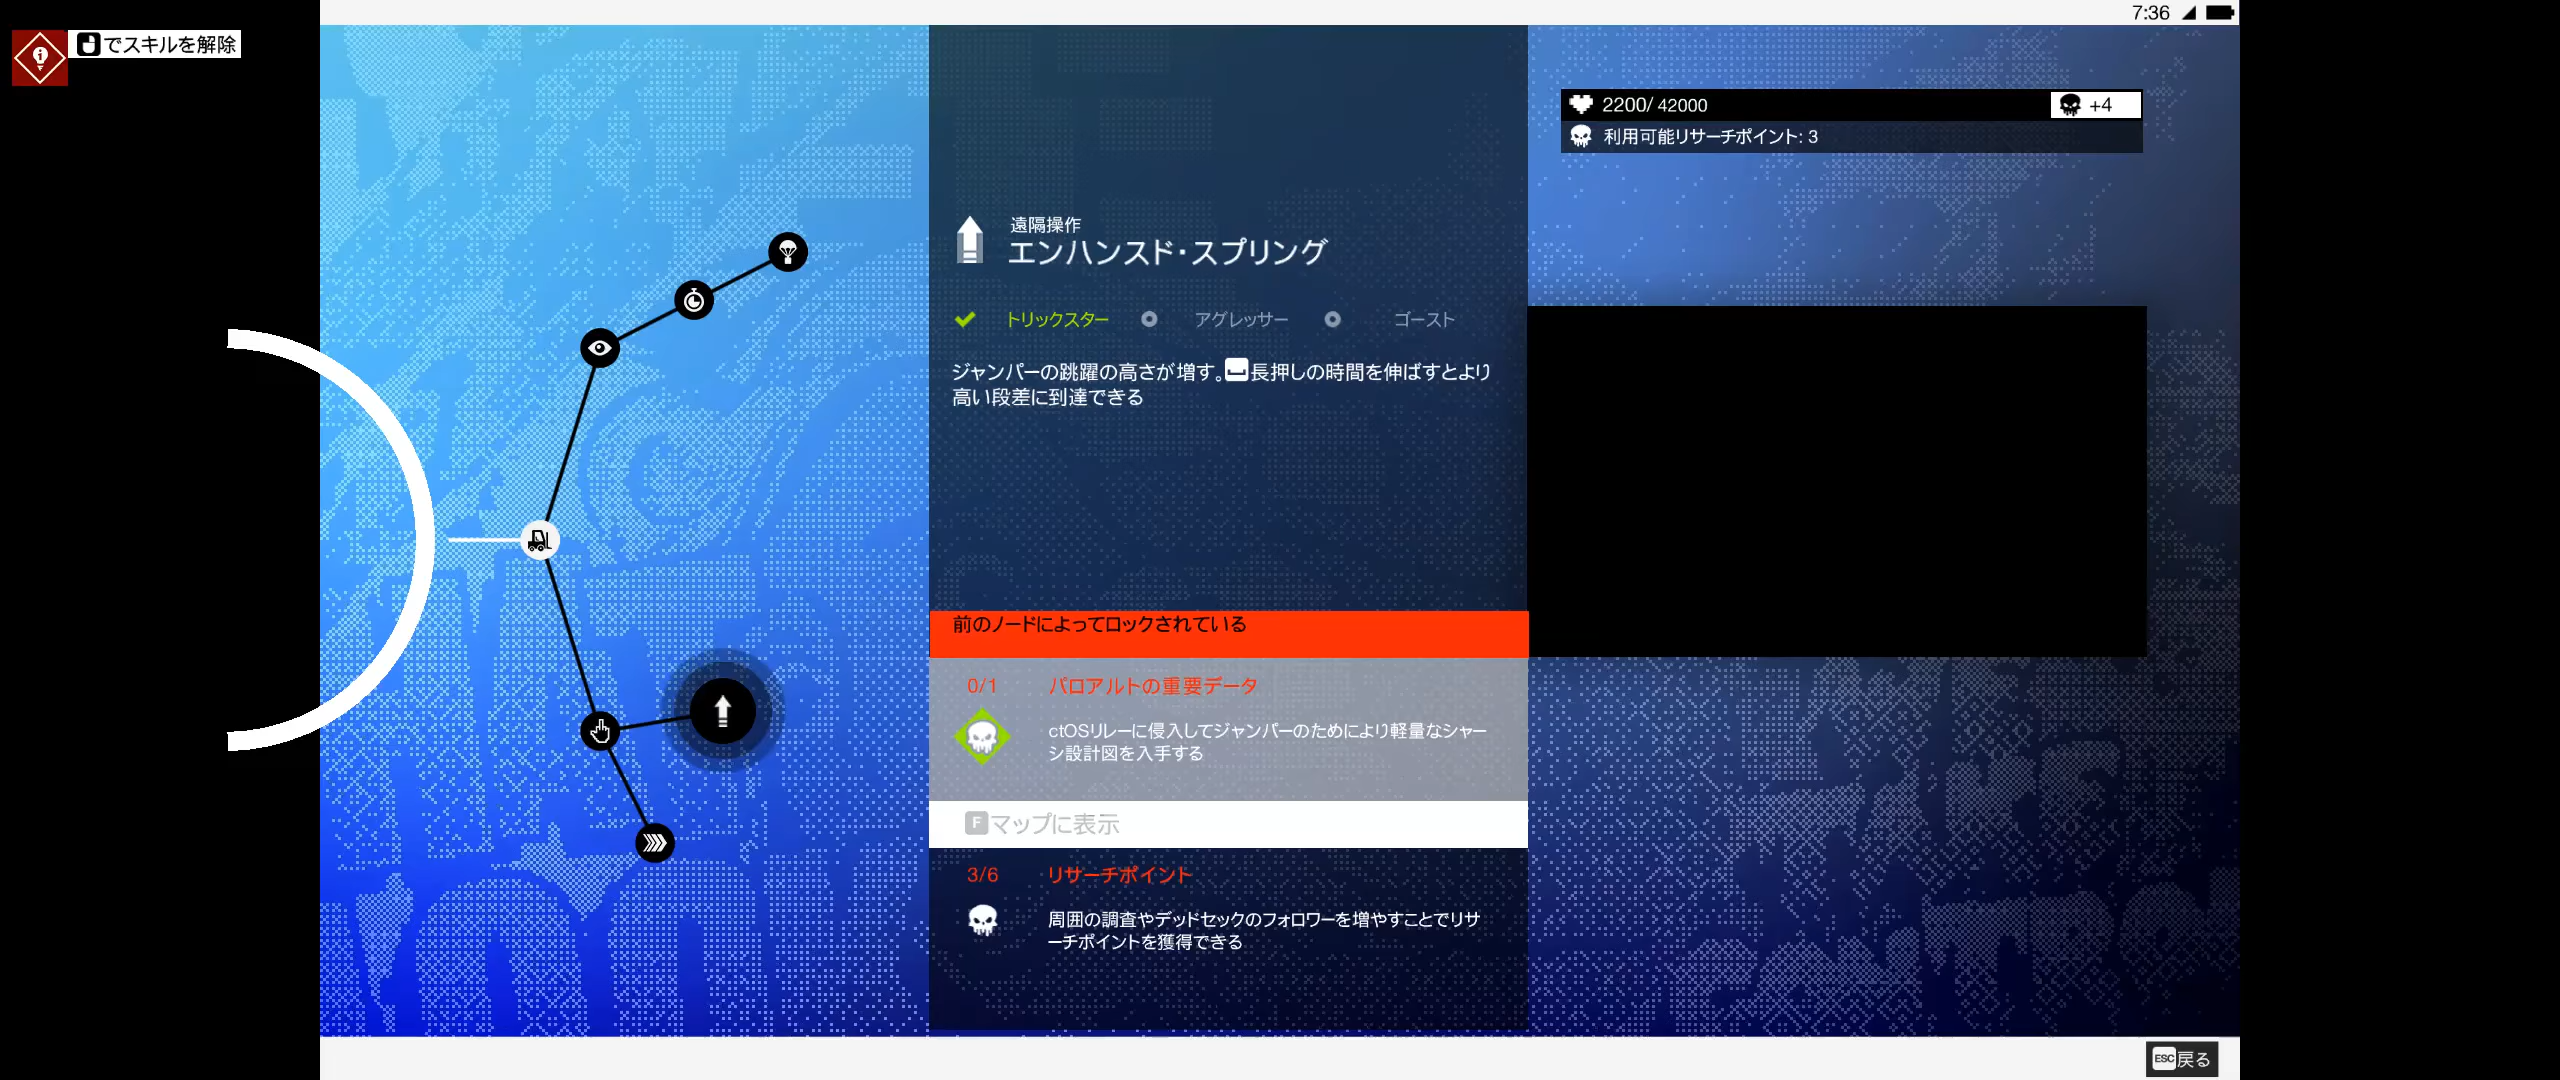 7:36
でスキルを解除
2200/ 42000
+4
利用可能リサーチポイント: 3
遠隔操作
エンハンスド・スプリング
トリックスター アグレッサー ゴースト
ジャンパーの跳躍の高さが増す。長押しの時間を伸ばすとより
高い段差に到達できる
前のノードによってロックされている
0/1 パロアルトの重要データ
ctOSリレーに侵入してジャンパーのためにより軽量なシャー
シ設計図を入手する
F マップに表示
3/6 リサーチポイント
周囲の調査やデッドセックのフォロワーを増やすことでリサ
ーチポイントを獲得できる
ESC 戻る